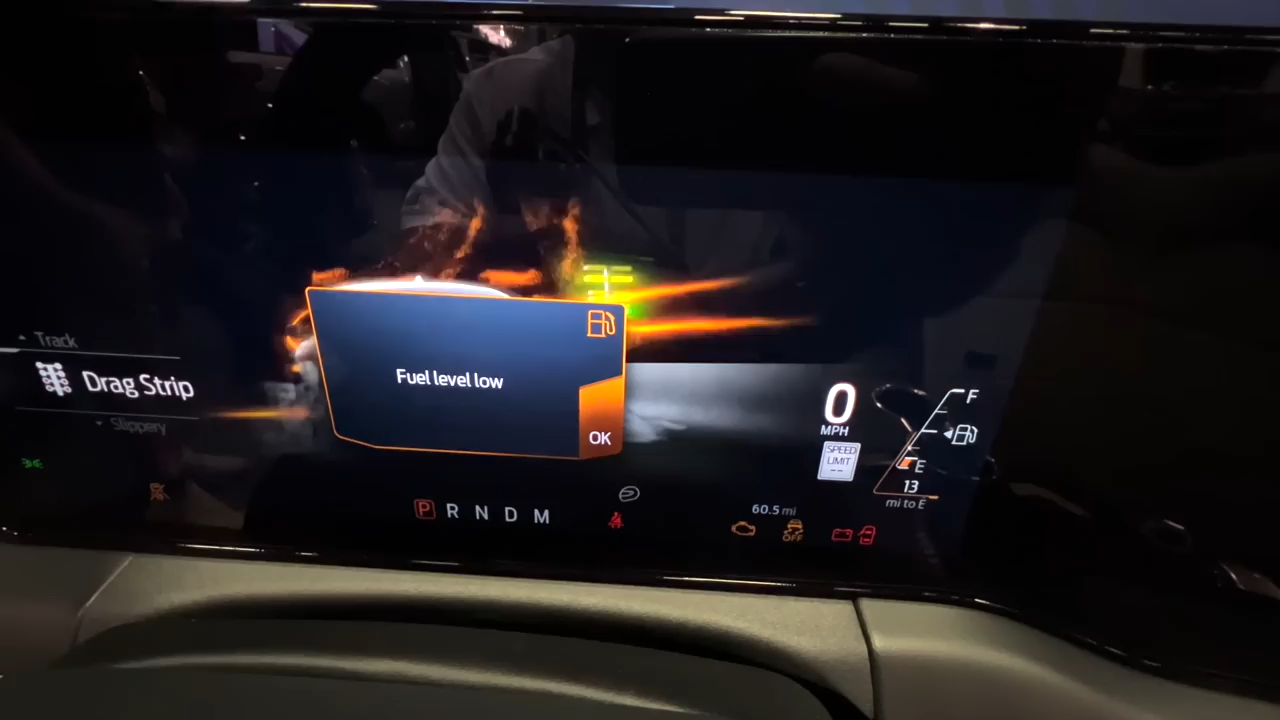 Track
Drag Strip
Slippery
Fuel level low
OK
0
MPH
SPEED
LIMIT
--
F
E
13
mi to E
P R N D M
60.5 mi
OFF